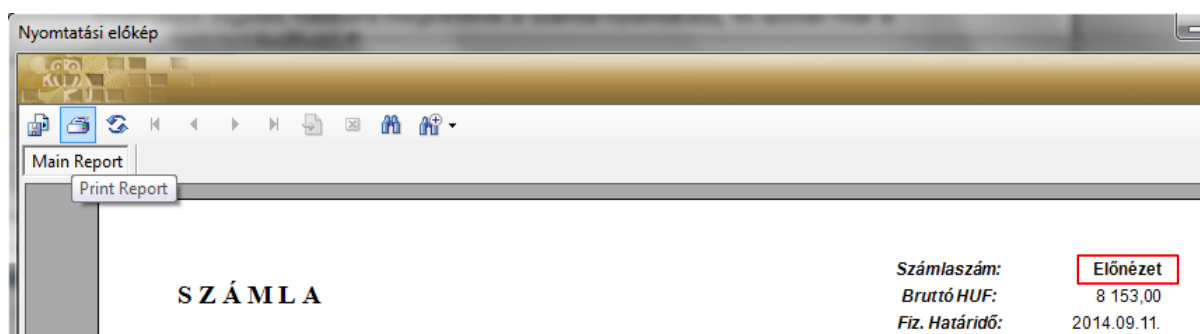 Nyomtatási előkép
Main Report
Print Report
Számlaszám: Előnézet
SZÁMLA
Bruttó HUF: 8 153,00
Fiz. Határidő: 2014.09.11.